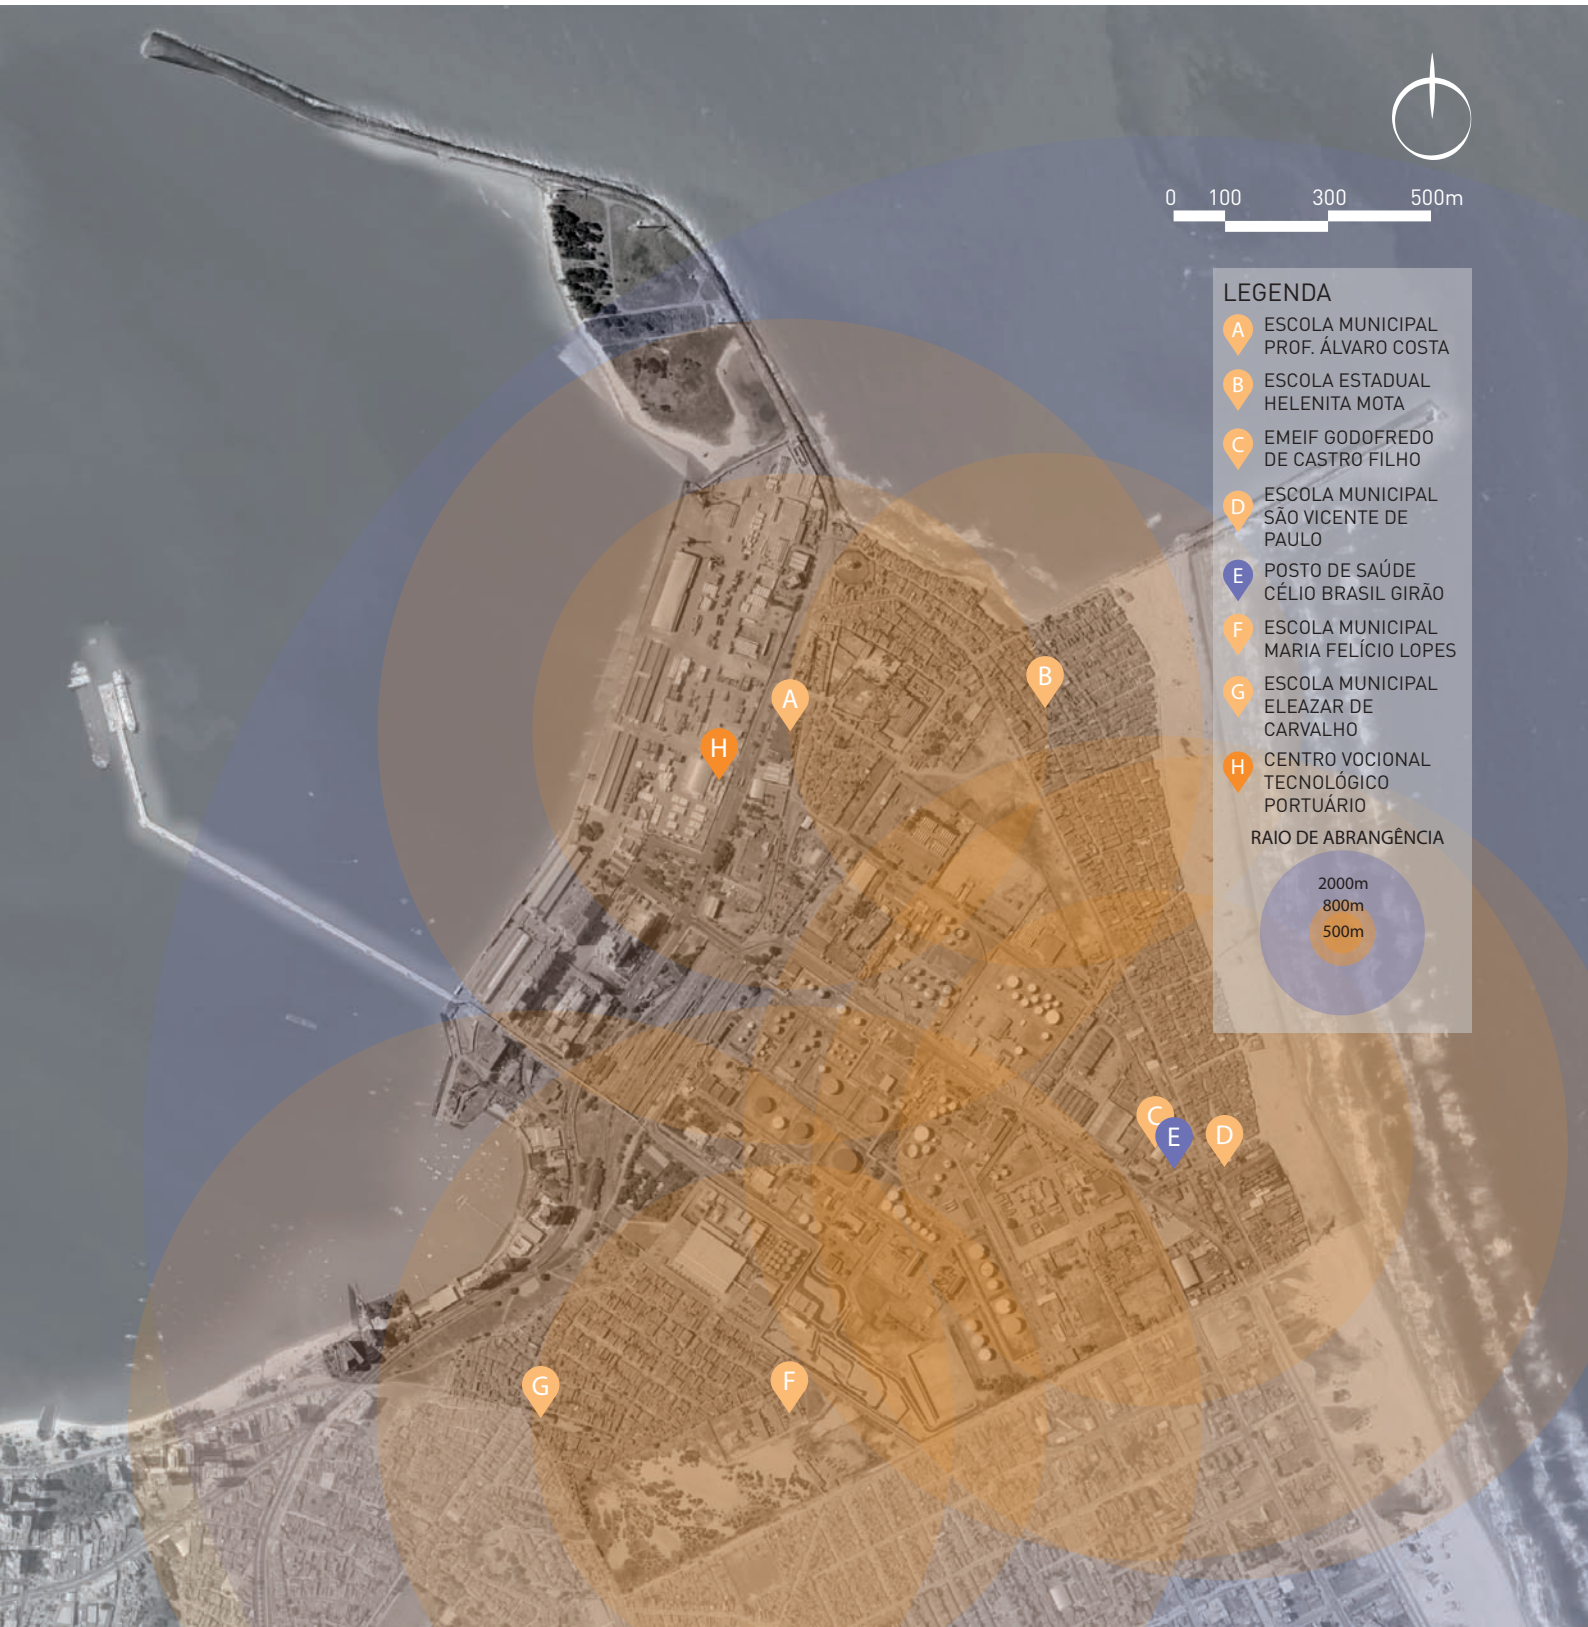 0 100 300 500m
LEGENDA
A ESCOLA MUNICIPAL
PROF. ÁLVARO COSTA
B ESCOLA ESTADUAL
HELENITA MOTA
C EMEIF GODOFREDO
DE CASTRO FILHO
D ESCOLA MUNICIPAL
SÃO VICENTE DE
PAULO
E POSTO DE SAÚDE
CÉLIO BRASIL GIRÃO
F ESCOLA MUNICIPAL
MARIA FELÍCIO LOPES
G ESCOLA MUNICIPAL
ELEAZAR DE
CARVALHO
H CENTRO VOCIONAL
TECNOLÓGICO
PORTUÁRIO
RAIO DE ABRANGÊNCIA
2000m
800m
500m
B
A
H
C
E
D
F
G